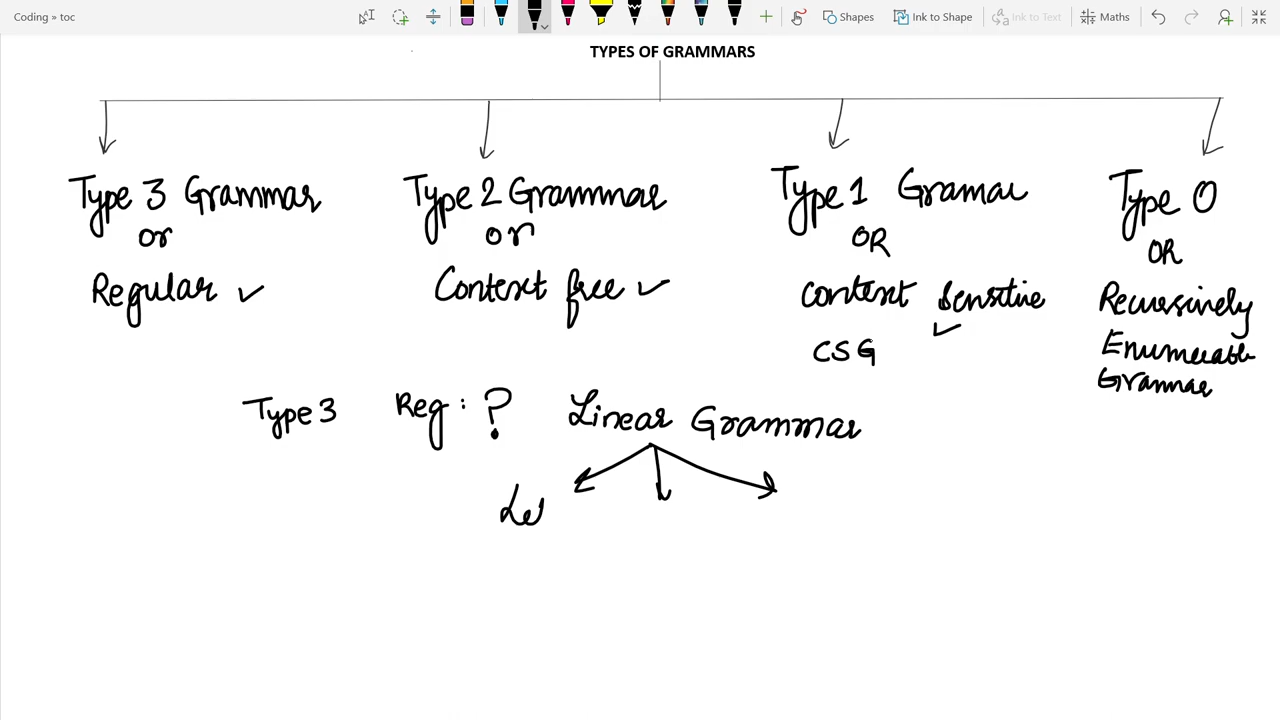 Coding » toc
Shapes
Ink to Shape
Ink to Text
Maths
TYPES OF GRAMMARS
Type 3 Grammar
or
Regular
Type 2 Grammar
or
Context free
Type 1 Gramar
OR
Context Sensitive
CSG
Type 0
OR
Recursively
Enumerable
Grammar
Type 3 Reg : ? Linear Grammar